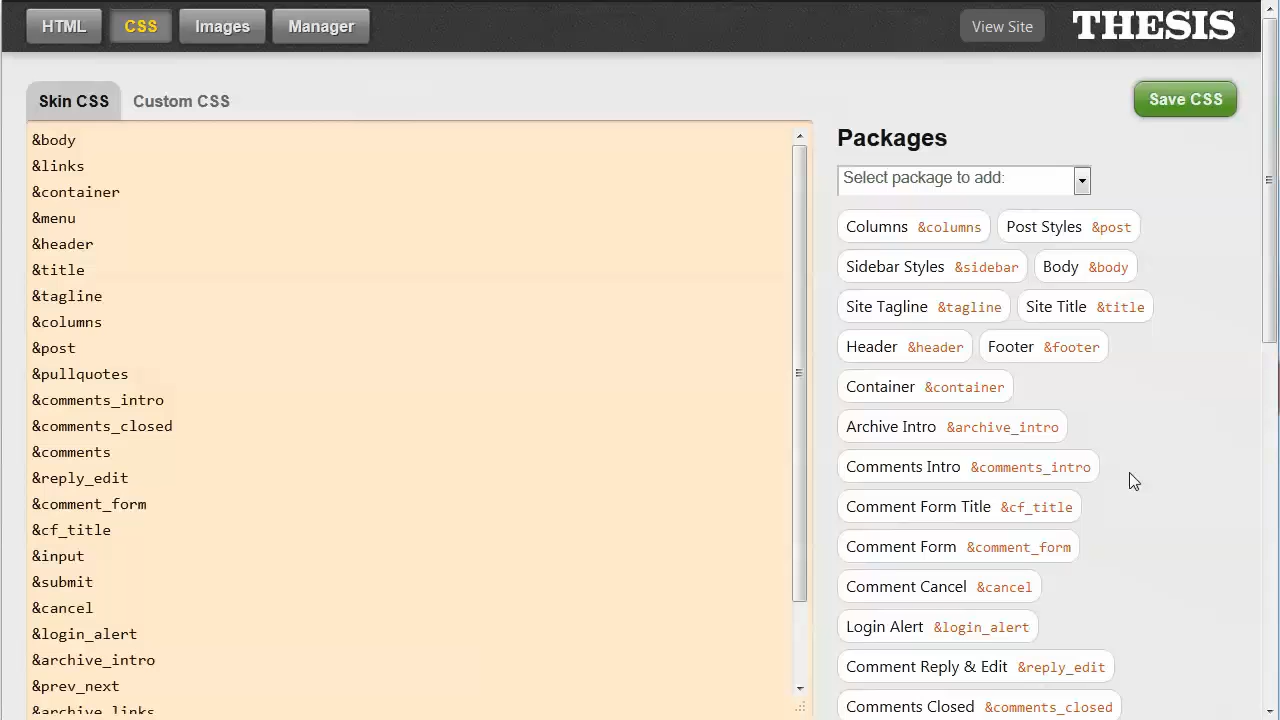 HTML CSS Images Manager View Site THESIS
Skin CSS Custom CSS Save CSS
&body
&links
&container
&menu
&header
&title
&tagline
&columns
&post
&pullquotes
&comments_intro
&comments_closed
&comments
&reply_edit
&comment_form
&cf_title
&input
&submit
&cancel
&login_alert
&archive_intro
&prev_next
&archive_links
Packages
Select package to add:
Columns &columns Post Styles &post
Sidebar Styles &sidebar Body &body
Site Tagline &tagline Site Title &title
Header &header Footer &footer
Container &container
Archive Intro &archive_intro
Comments Intro &comments_intro
Comment Form Title &cf_title
Comment Form &comment_form
Comment Cancel &cancel
Login Alert &login_alert
Comment Reply & Edit &reply_edit
Comments Closed &comments_closed